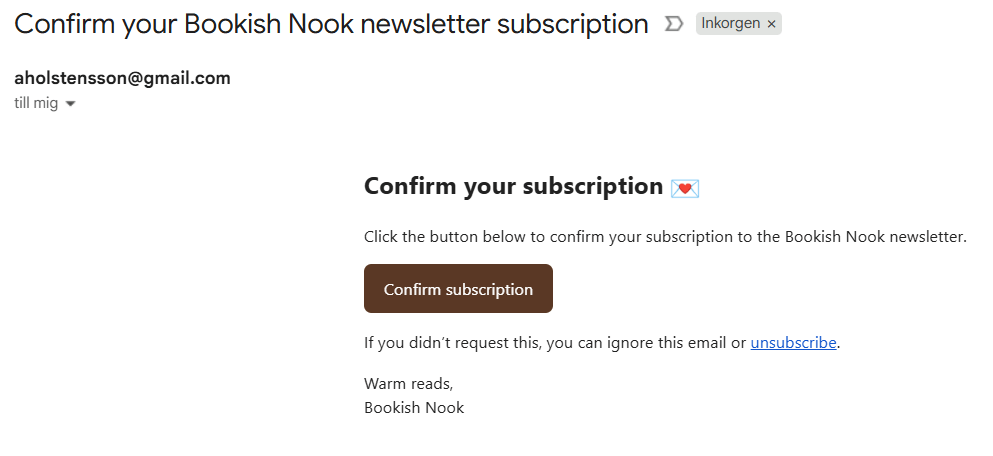 Confirm your Bookish Nook newsletter subscription Inkorgen ×
aholstensson@gmail.com
till mig
Confirm your subscription 💌
Click the button below to confirm your subscription to the Bookish Nook newsletter.
Confirm subscription
If you didn’t request this, you can ignore this email or unsubscribe.
Warm reads,
Bookish Nook